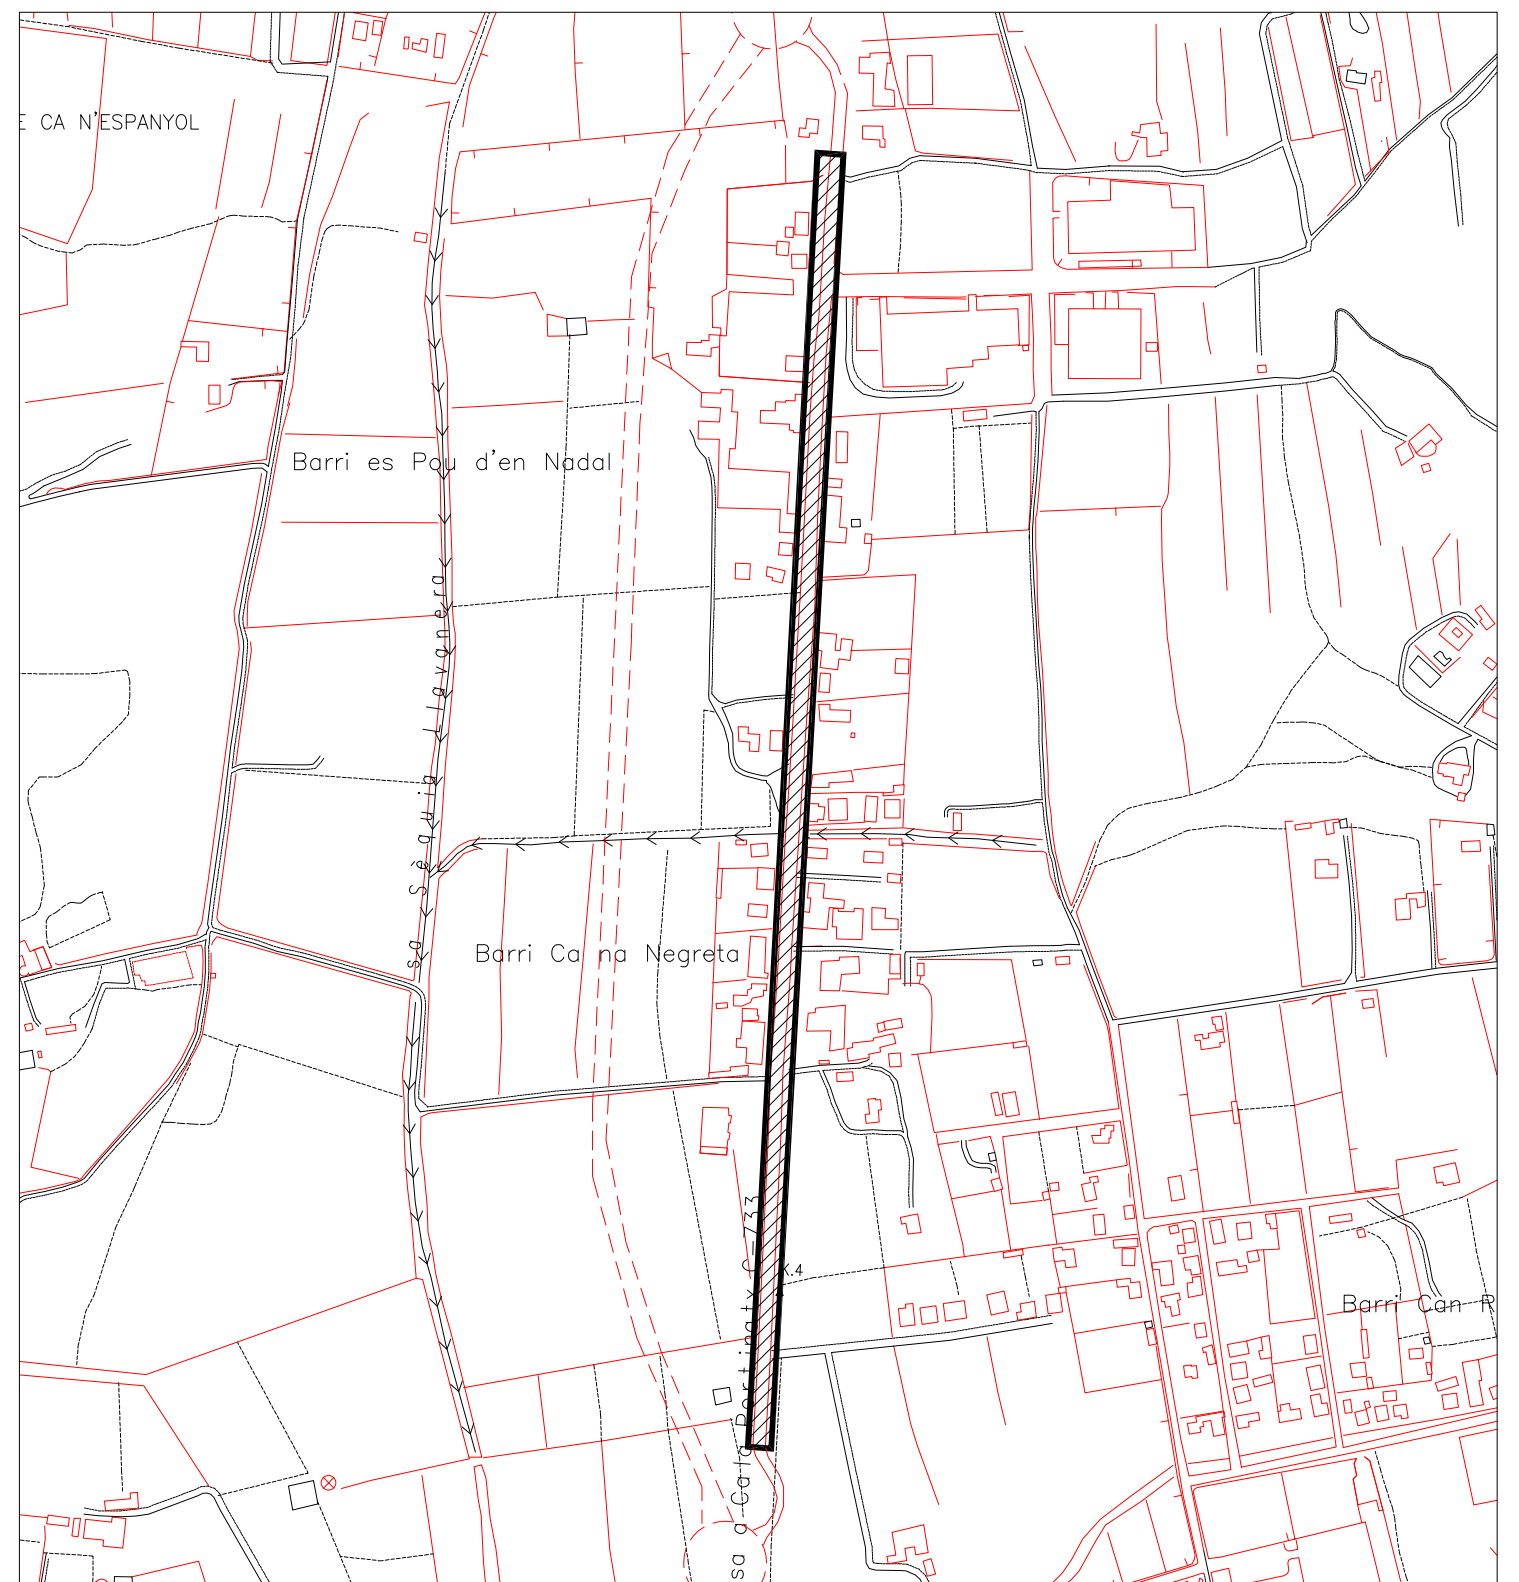 E CA N'ESPANYOL
Barri es Pou d'en Nadal
sa Sèquia Llavanera
Barri Ca na Negreta
K.4
Barri Can R
sa a Cala Portinatx C-733